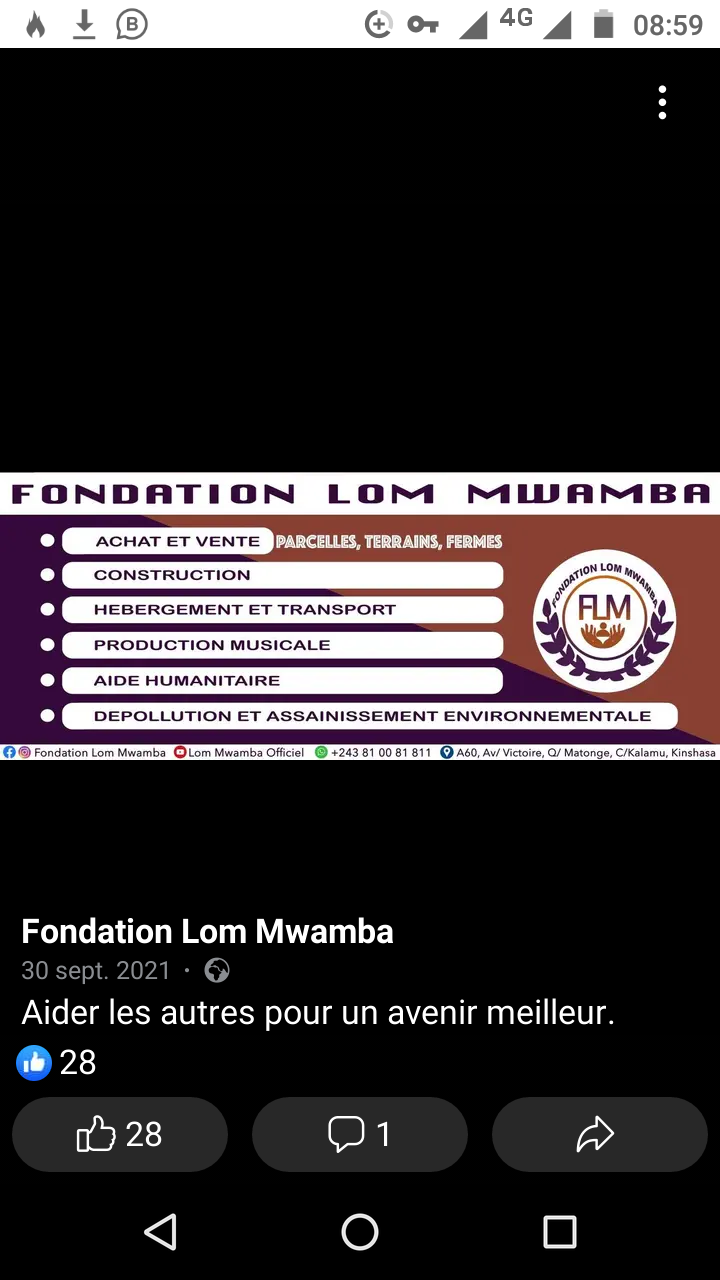 B
4G
08:59
FONDATION LOM MWAMBA
ACHAT ET VENTE PARCELLES, TERRAINS, FERMES
CONSTRUCTION
HEBERGEMENT ET TRANSPORT
PRODUCTION MUSICALE
AIDE HUMANITAIRE
DEPOLLUTION ET ASSAINISSEMENT ENVIRONNEMENTALE
FONDATION LOM MWAMBA
FLM
Fondation Lom Mwamba Lom Mwamba Officiel +243 81 00 81 811 A60, Av/ Victoire, Q/ Matonge, C/Kalamu, Kinshasa
Fondation Lom Mwamba
30 sept. 2021 ·
Aider les autres pour un avenir meilleur.
28
28
1